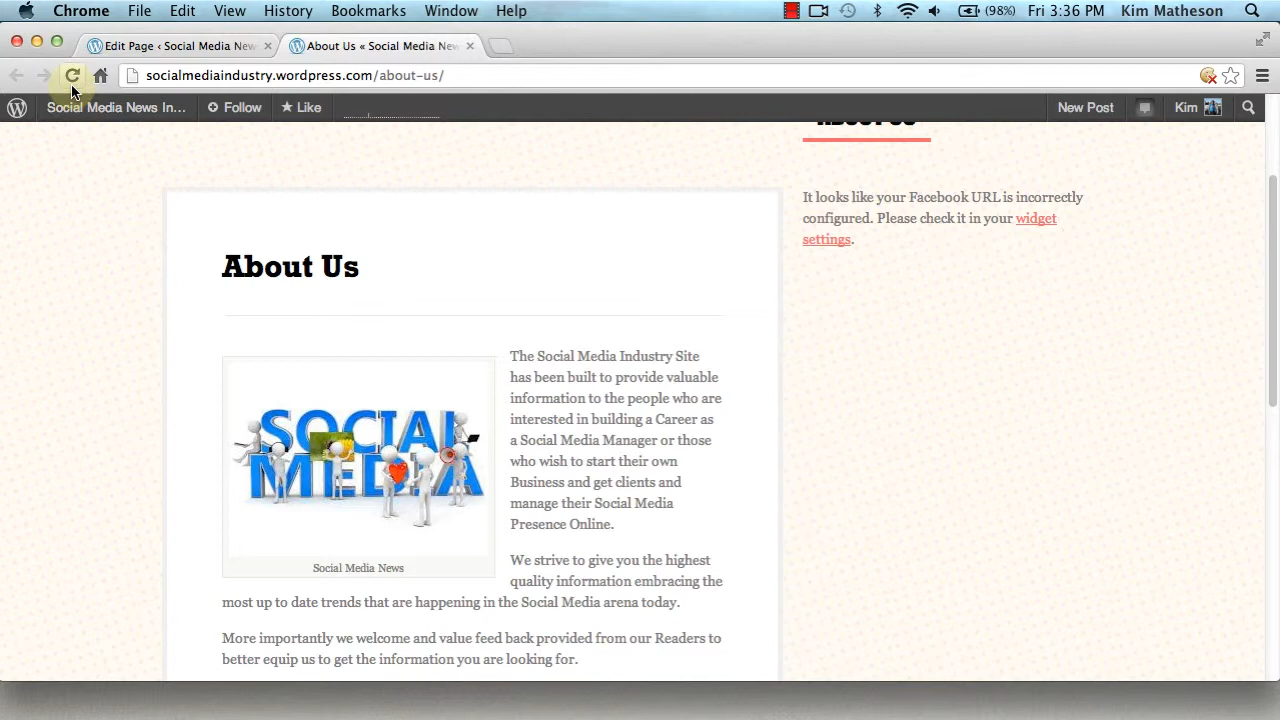 Chrome File Edit View History Bookmarks Window Help (98%) Fri 3:36 PM Kim Matheson
Edit Page ‹ Social Media New About Us « Social Media New
socialmediaindustry.wordpress.com/about-us/
Social Media News In... Follow Like New Post Kim
About Us
It looks like your Facebook URL is incorrectly
configured. Please check it in your widget
settings.
About Us
SOCIAL
MEDIA
Social Media News
The Social Media Industry Site
has been built to provide valuable
information to the people who are
interested in building a Career as
a Social Media Manager or those
who wish to start their own
Business and get clients and
manage their Social Media
Presence Online.
We strive to give you the highest
quality information embracing the
most up to date trends that are happening in the Social Media arena today.
More importantly we welcome and value feed back provided from our Readers to
better equip us to get the information you are looking for.